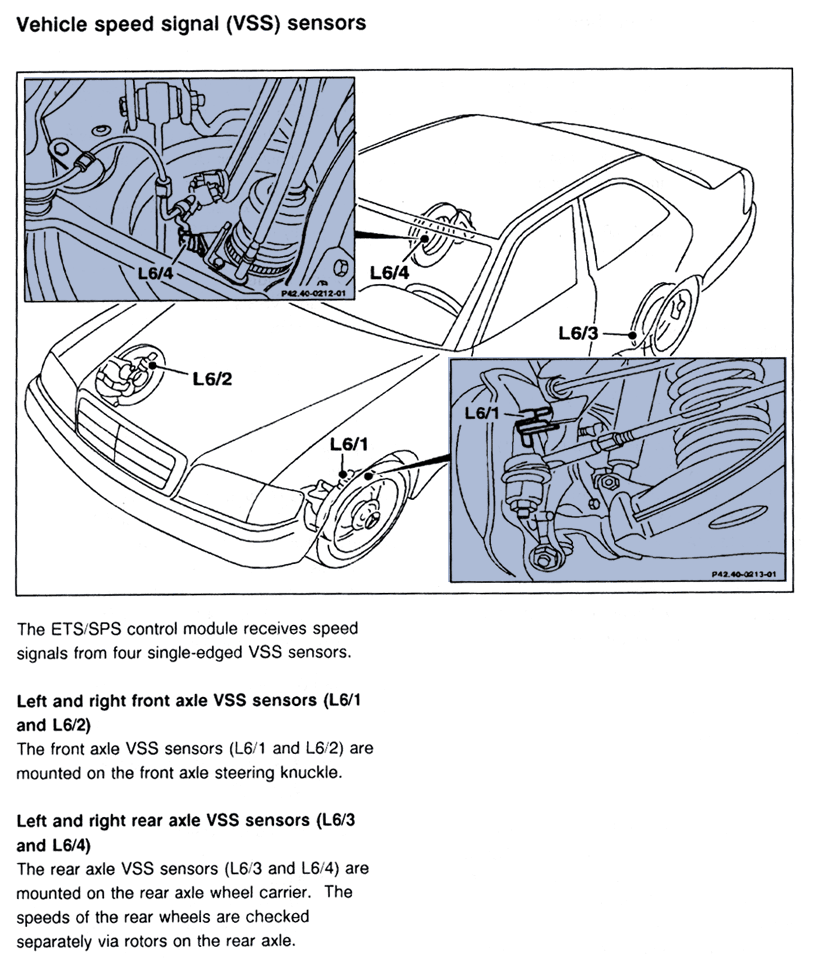 Vehicle speed signal (VSS) sensors
L6/4
P42.40-0212-01
L6/4
L6/3
L6/2
L6/1
L6/1
P42.40-0213-01
The ETS/SPS control module receives speed
signals from four single-edged VSS sensors.
Left and right front axle VSS sensors (L6/1
and L6/2)
The front axle VSS sensors (L6/1 and L6/2) are
mounted on the front axle steering knuckle.
Left and right rear axle VSS sensors (L6/3
and L6/4)
The rear axle VSS sensors (L6/3 and L6/4) are
mounted on the rear axle wheel carrier. The
speeds of the rear wheels are checked
separately via rotors on the rear axle.